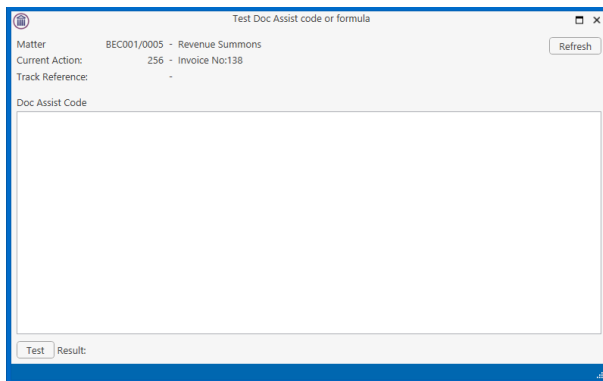 Test Doc Assist code or formula
Matter BEC001/0005 - Revenue Summons
Refresh
Current Action: 256 - Invoice No:138
Track Reference: -
Doc Assist Code
Test Result: